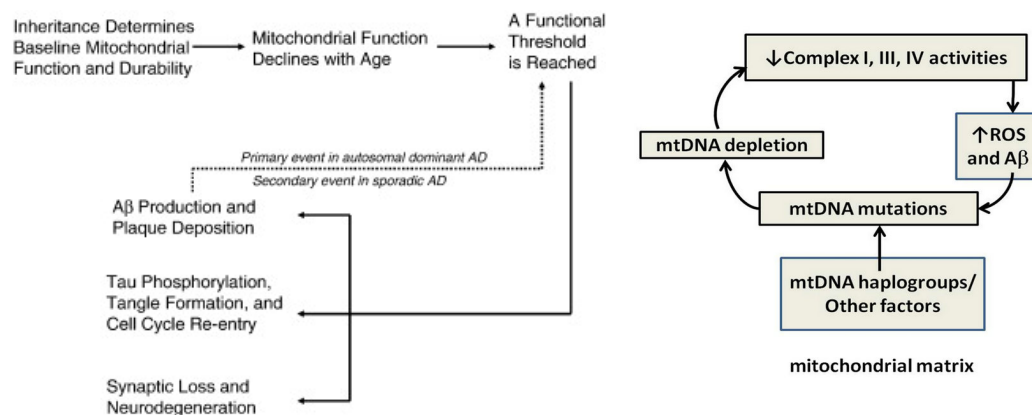 Inheritance Determines
Baseline Mitochondrial
Function and Durability
Mitochondrial Function
Declines with Age
A Functional
Threshold
is Reached
Primary event in autosomal dominant AD
Secondary event in sporadic AD
Aβ Production and
Plaque Deposition
Tau Phosphorylation,
Tangle Formation, and
Cell Cycle Re-entry
Synaptic Loss and
Neurodegeneration
↓Complex I, III, IV activities
↑ROS
and Aβ
mtDNA depletion
mtDNA mutations
mtDNA haplogroups/
Other factors
mitochondrial matrix